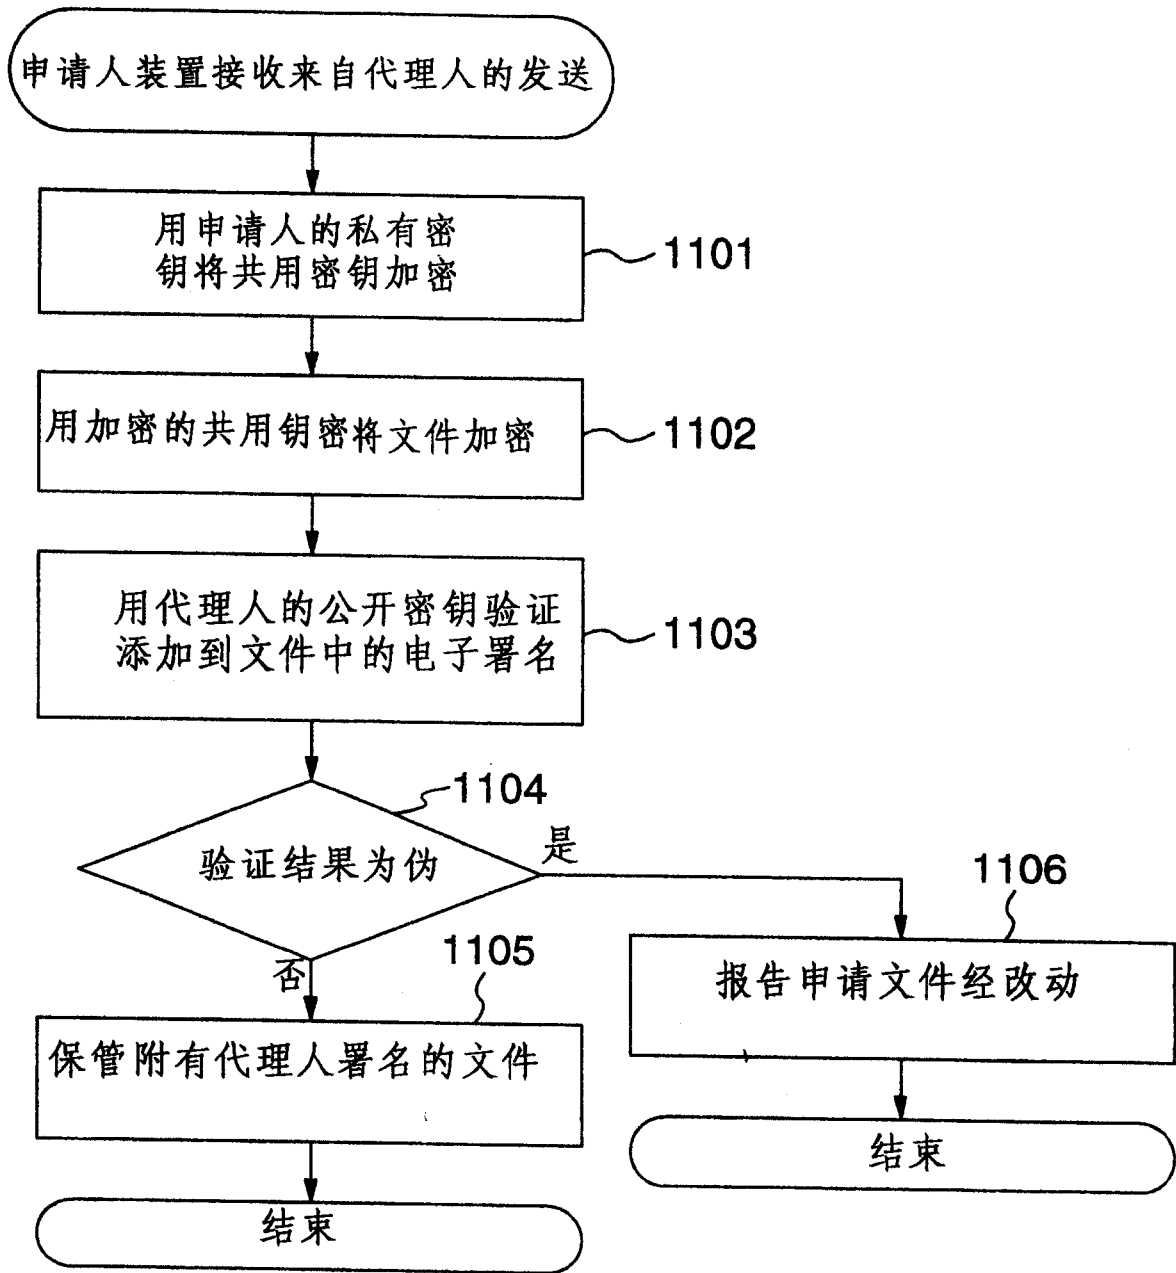 申请人装置接收来自代理人的发送
用申请人的私有密
钥将共用密钥加密
1101
用加密的共用钥密将文件加密
1102
用代理人的公开密钥验证
添加到文件中的电子署名
1103
1104
验证结果为伪
是
1106
否
1105
报告申请文件经改动
保管附有代理人署名的文件
结束
结束